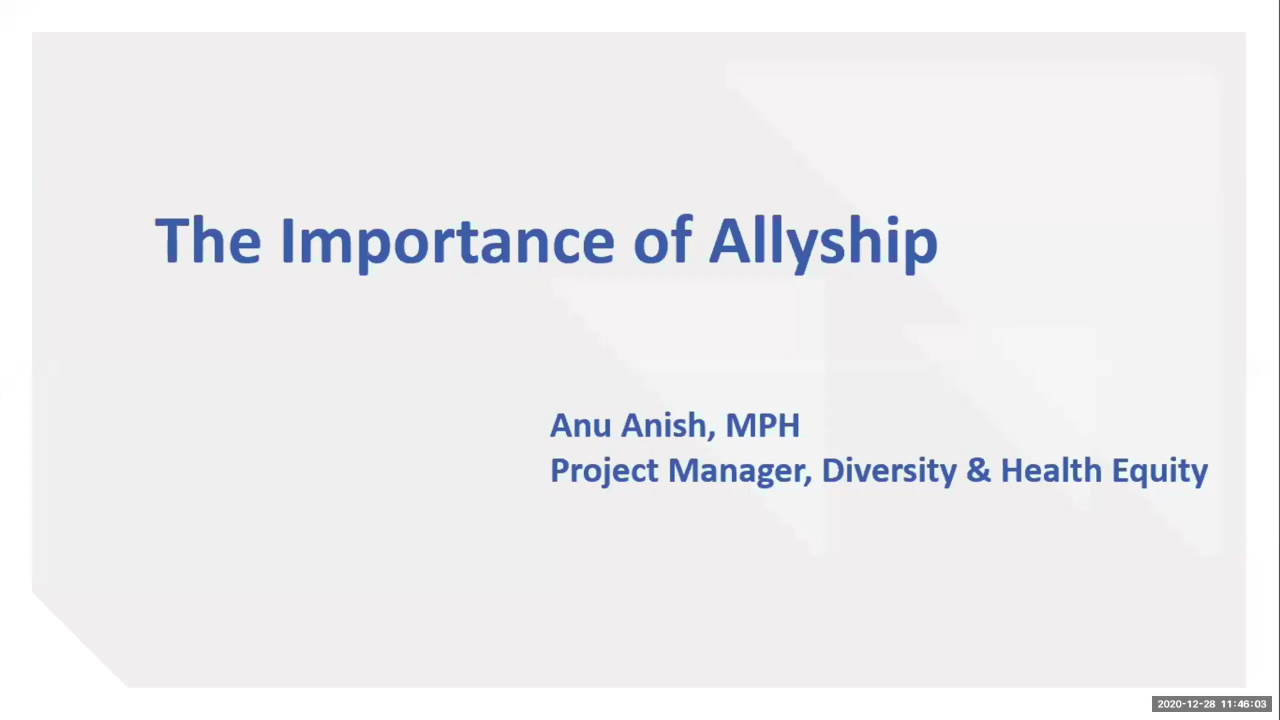 The Importance of Allyship
Anu Anish, MPH
Project Manager, Diversity & Health Equity
2020-12-28 11:46:03